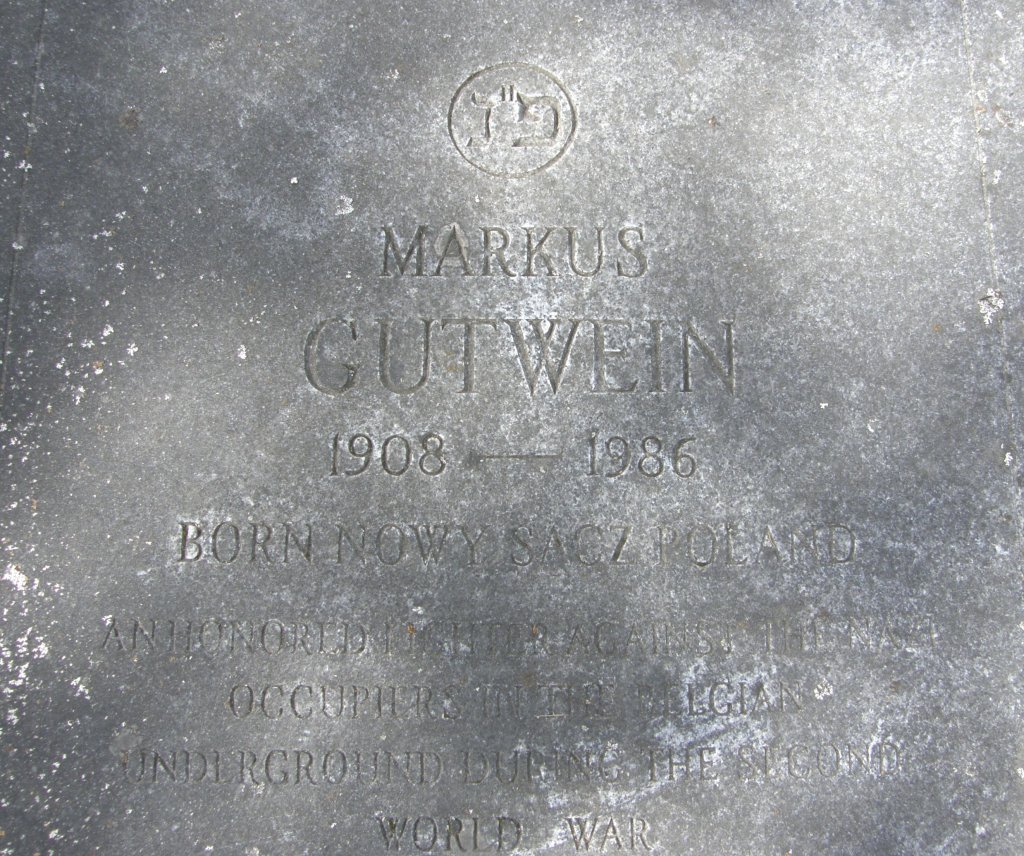 פ"נ
MARKUS
GUTWEIN
1908 — 1986
BORN NOWY SACZ POLAND
AN HONORED FIGHTER AGAINST THE NAZI
OCCUPIERS IN THE BELGIAN
UNDERGROUND DURING THE SECOND
WORLD WAR